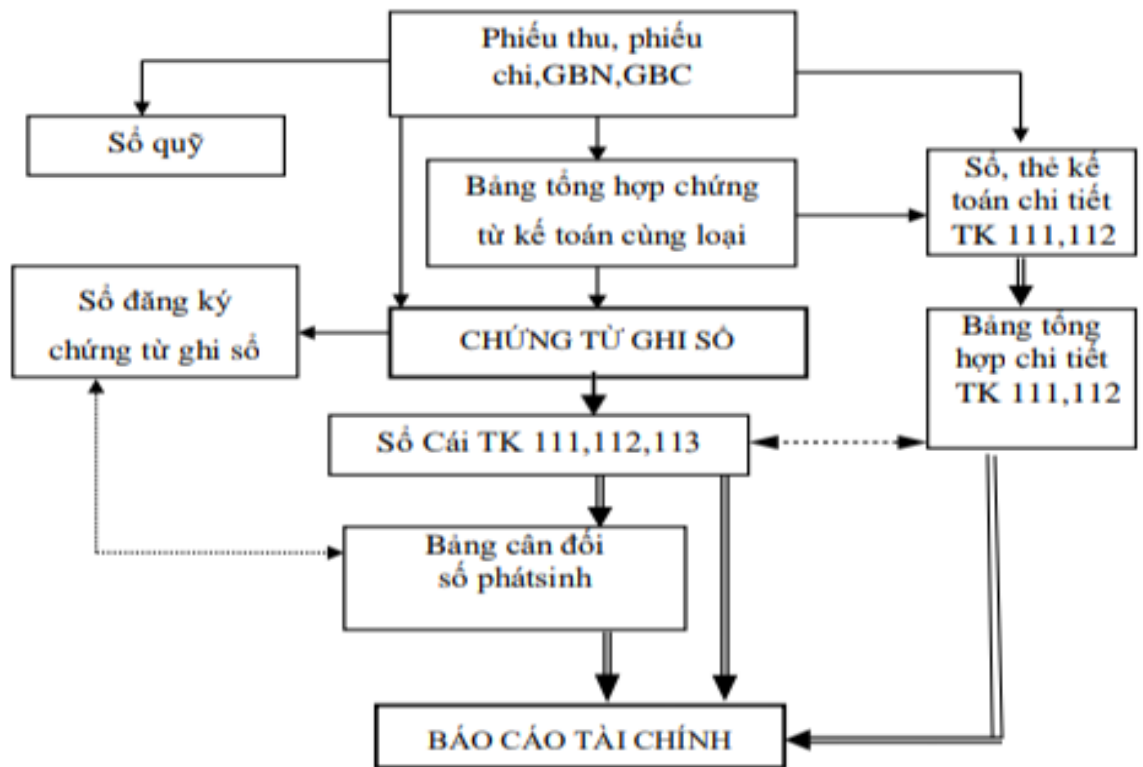 Phiếu thu, phiếu
chi,GBN,GBC
Sổ quỹ
Bảng tổng hợp chứng
từ kế toán cùng loại
Sổ, thẻ kế
toán chi tiết
TK 111,112
Sổ đăng ký
chứng từ ghi sổ
CHỨNG TỪ GHI SỔ
Bảng tổng
hợp chi tiết
TK 111,112
Sổ Cái TK 111,112,113
Bảng cân đối
số phátsinh
BÁO CÁO TÀI CHÍNH